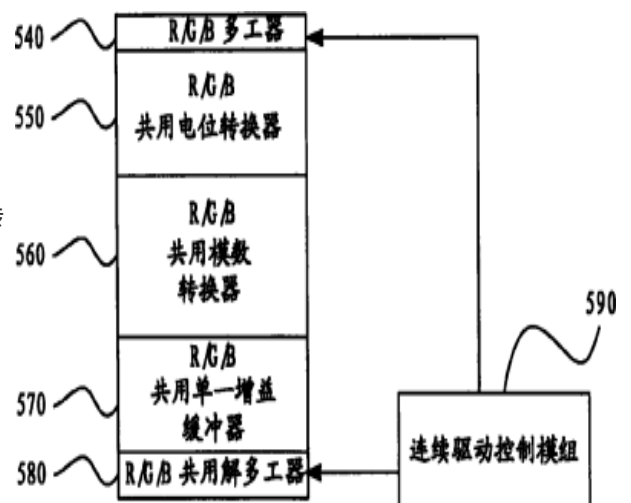 540
R/G/B 多工器
550
R/G/B
共用电位转换器
560
R/G/B
共用模数
转换器
590
570
R/G/B
共用单一增益
缓冲器
连续驱动控制模组
580
R/G/B 共用解多工器